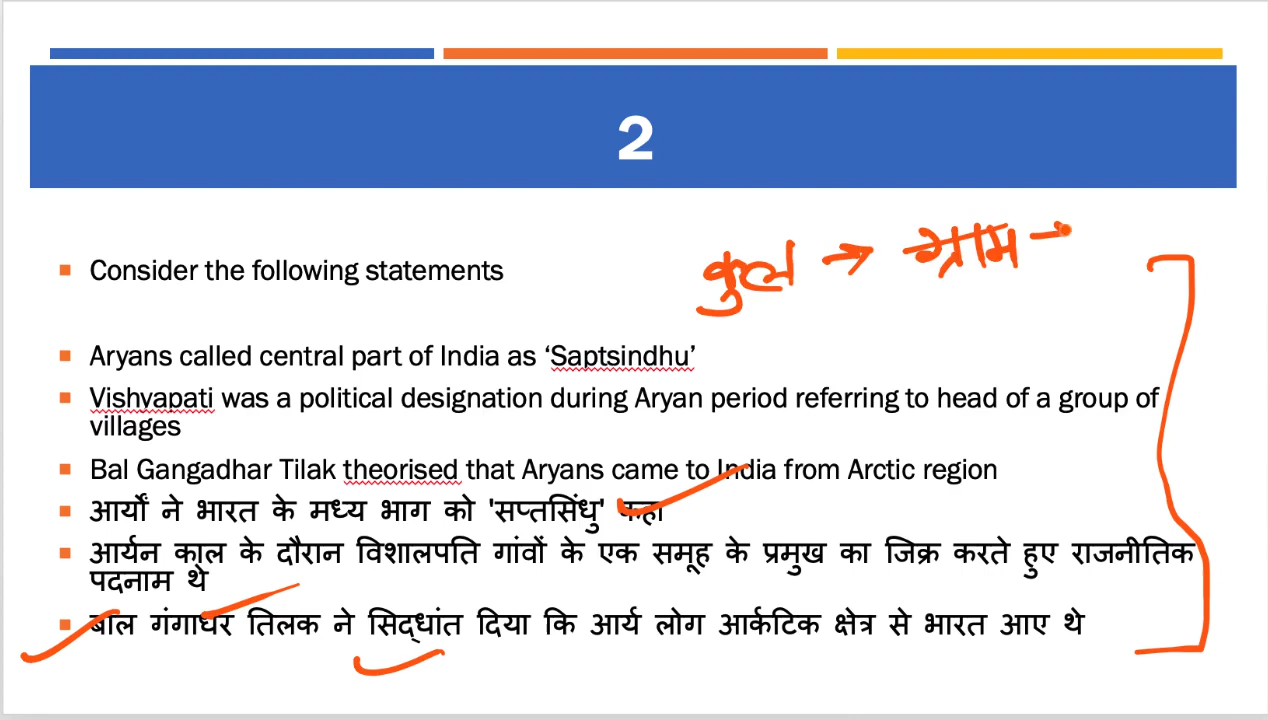 2
कुल → ग्राम -
Consider the following statements
Aryans called central part of India as ‘Saptsindhu’
Vishyapati was a political designation during Aryan period referring to head of a group of
villages
Bal Gangadhar Tilak theorised that Aryans came to India from Arctic region
आर्यों ने भारत के मध्य भाग को 'सप्तसिंधु' कहा
आर्यन काल के दौरान विशालपति गांवों के एक समूह के प्रमुख का जिक्र करते हुए राजनीतिक
पदनाम थे
बाल गंगाधर तिलक ने सिद्धांत दिया कि आर्य लोग आर्कटिक क्षेत्र से भारत आए थे